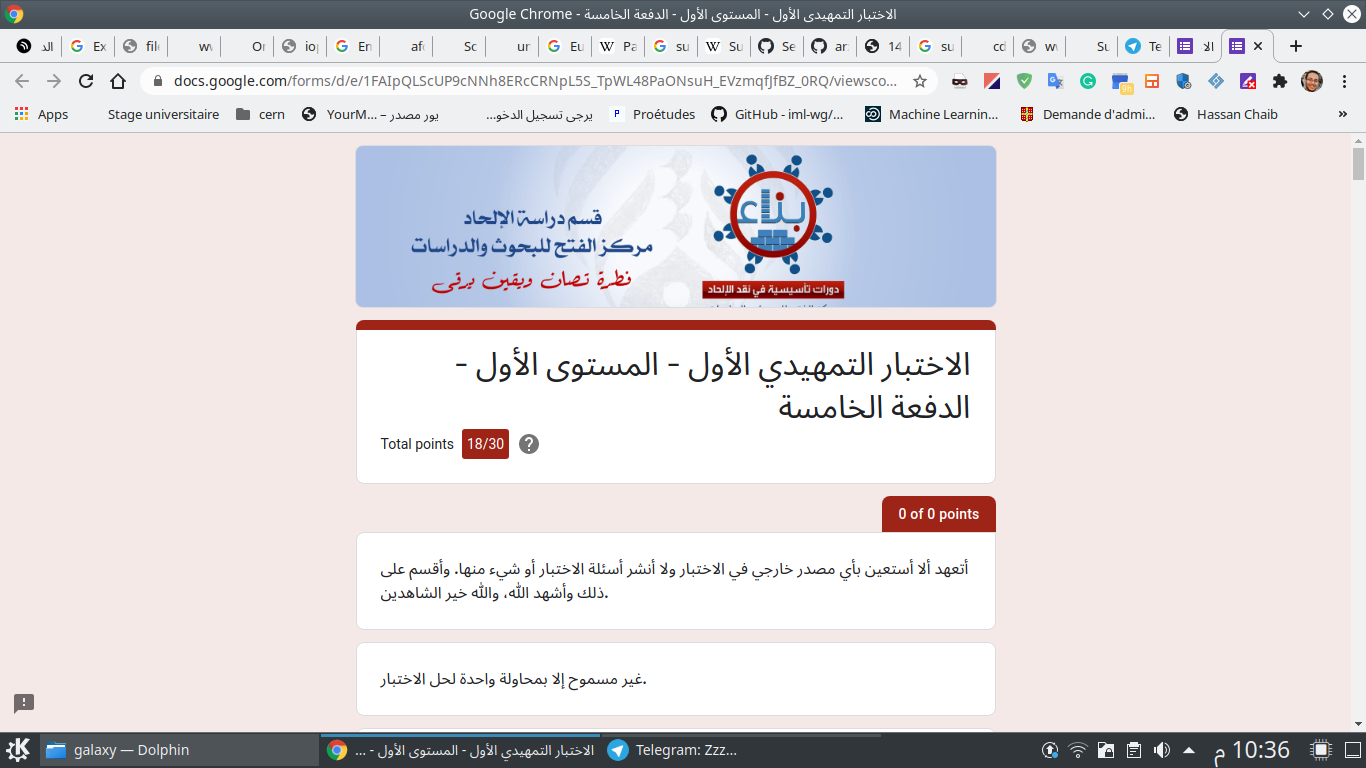 الاختبار التمهيدى الأول - المستوى الأول - الدفعة الخامسة - Google Chrome
الد
Ex
file
wv
Or
iop
En
afe
Sc
ur
Eu
Pa
su
Su
Se
ar:
14
su
cd
wv
Su
Te
الا
docs.google.com/forms/d/e/1FAIpQLScUP9cNNh8ERcCRNpL5S_TpWL48PaONsuH_EVzmqfJfBZ_0RQ/viewsco...
9h
Apps
Stage universitaire
cern
YourM... – يور مصدر
يرجى تسجيل الدخو...
Proétudes
GitHub - iml-wg/...
Machine Learnin...
Demande d'admi...
Hassan Chaib
»
قسم دراسة الإلحاد
مركز الفتح للبحوث والدراسات
فطرة تصان ويقين يرقى
بناء
دورات تأسيسية في نقد الإلحاد
الاختبار التمهيدي الأول - المستوى الأول -
الدفعة الخامسة
Total points 18/30
0 of 0 points
أتعهد ألا أستعين بأي مصدر خارجي في الاختبار ولا أنشر أسئلة الاختبار أو شيء منها. وأقسم على
ذلك وأشهد الله، والله خير الشاهدين.
غير مسموح إلا بمحاولة واحدة لحل الاختبار.
galaxy — Dolphin
الاختبار التمهيدي الأول - المستوى الأول - ...
Telegram: Zzz...
10:36 م